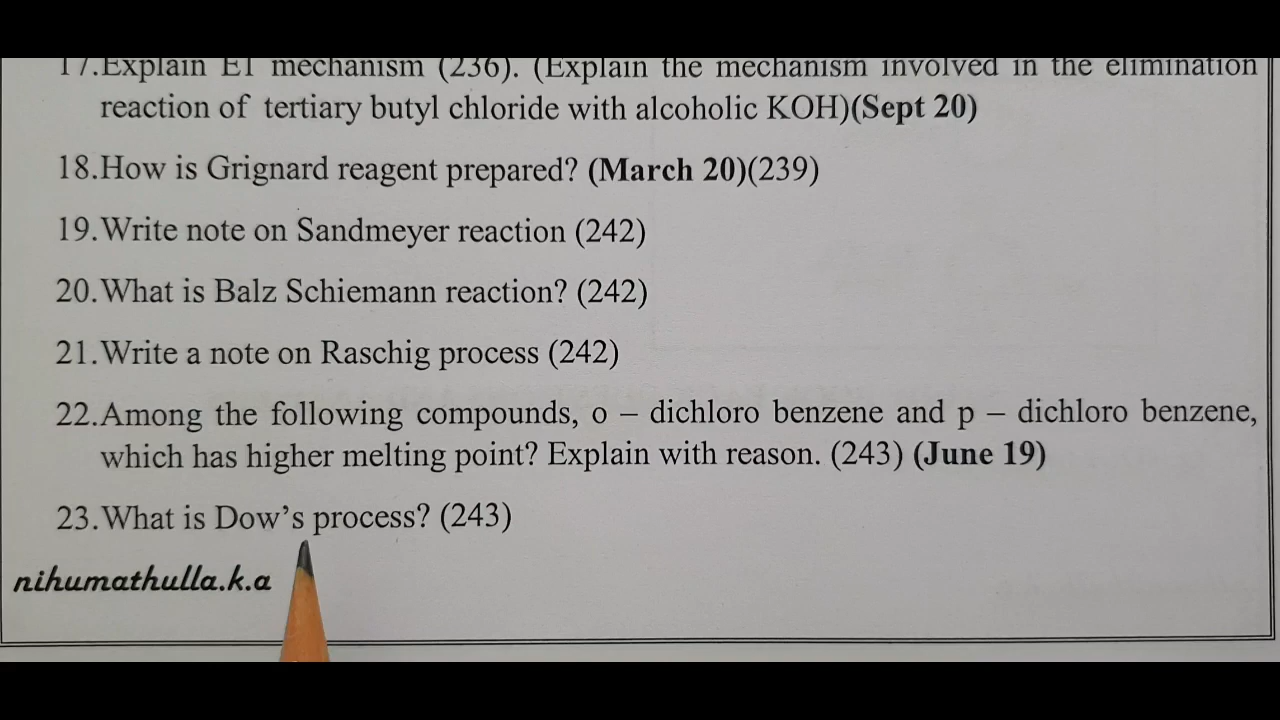 17.Explain E1 mechanism (236). (Explain the mechanism involved in the elimination
reaction of tertiary butyl chloride with alcoholic KOH)(Sept 20)
18.How is Grignard reagent prepared? (March 20)(239)
19.Write note on Sandmeyer reaction (242)
20.What is Balz Schiemann reaction? (242)
21.Write a note on Raschig process (242)
22.Among the following compounds, o – dichloro benzene and p – dichloro benzene,
which has higher melting point? Explain with reason. (243) (June 19)
23.What is Dow's process? (243)
nihumathulla.k.a